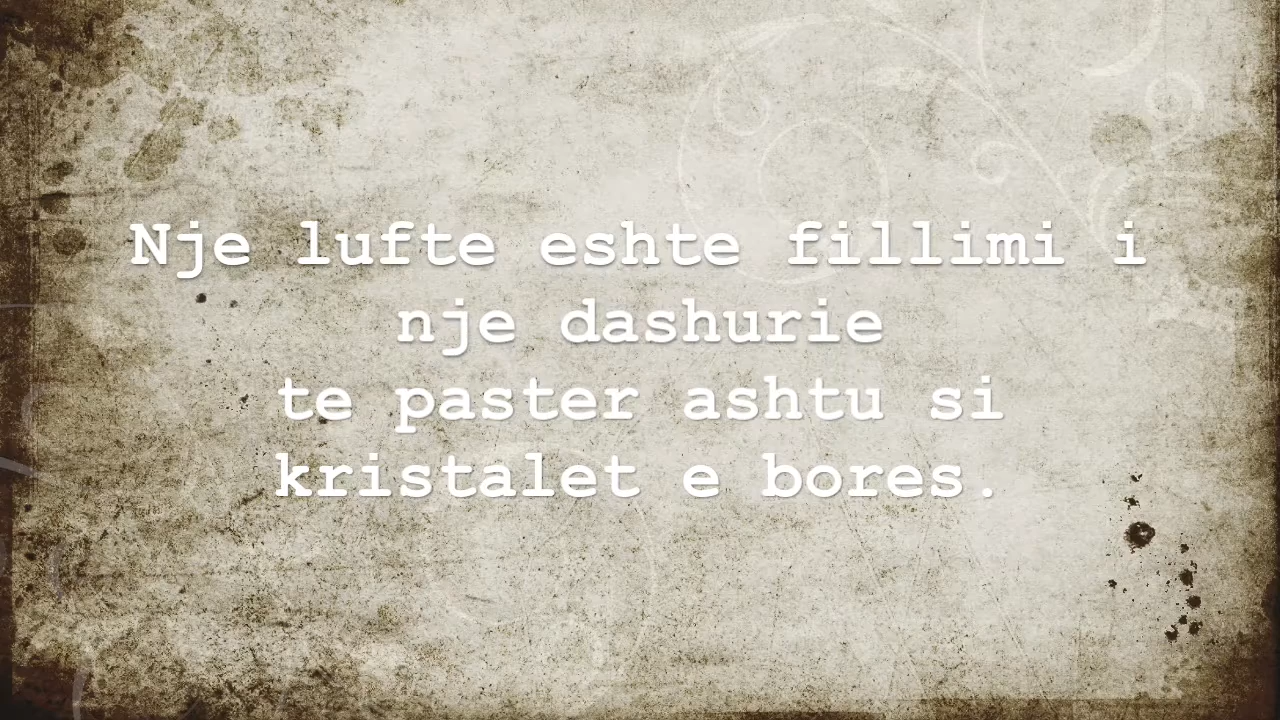 Nje lufte eshte fillimi i
nje dashurie
te paster ashtu si
kristalet e bores.